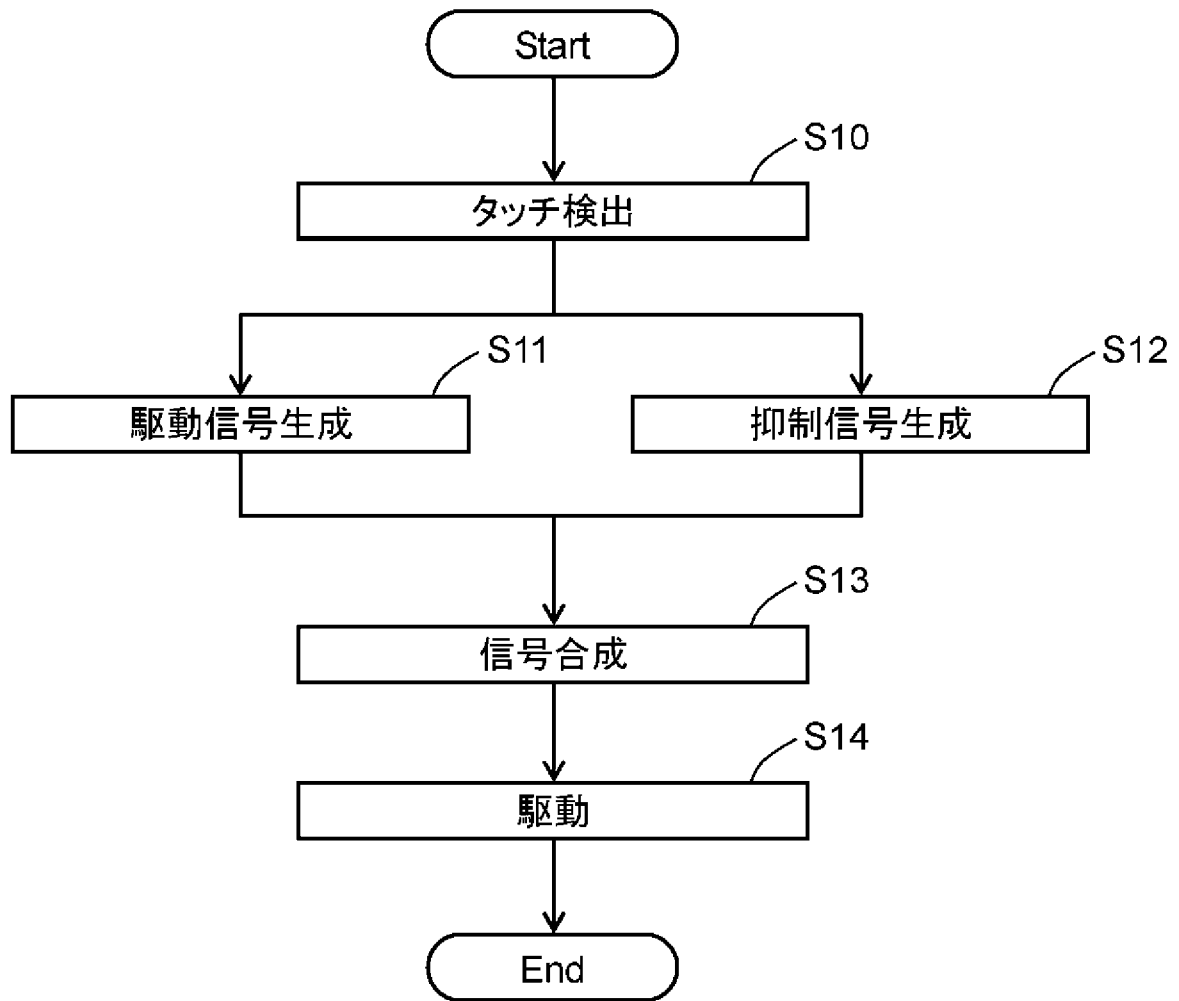 Start
S10
タッチ検出
S11
駆動信号生成
S12
抑制信号生成
S13
信号合成
S14
駆動
End